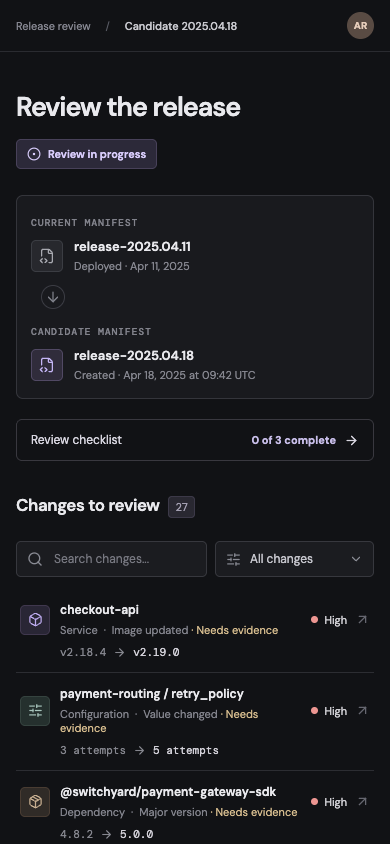 Release review / Candidate 2025.04.18 AR
Review the release
Review in progress
CURRENT MANIFEST
release-2025.04.11
Deployed · Apr 11, 2025
CANDIDATE MANIFEST
release-2025.04.18
Created · Apr 18, 2025 at 09:42 UTC
Review checklist 0 of 3 complete →
Changes to review 27
Search changes... All changes
checkout-api
Service · Image updated · Needs evidence High
v2.18.4 → v2.19.0
payment-routing / retry_policy
Configuration · Value changed · Needs High
evidence
3 attempts → 5 attempts
@switchyard/payment-gateway-sdk
Dependency · Major version · Needs evidence High
4.8.2 → 5.0.0